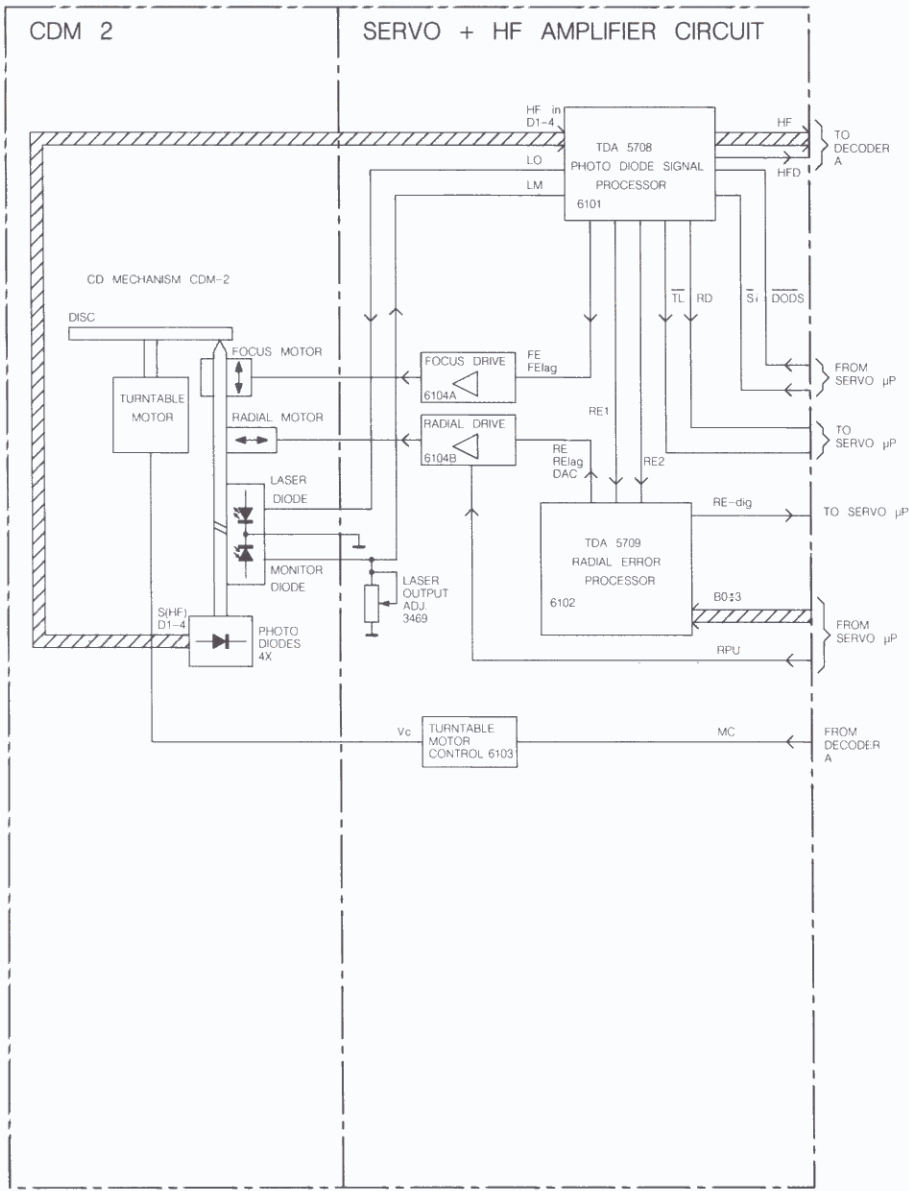 CDM 2
SERVO + HF AMPLIFIER CIRCUIT
HF in
D1-4
LO
LM
TDA 5708
PHOTO DIODE SIGNAL
PROCESSOR
6101
HF
HFD
TO
DECODER
A
CD MECHANISM CDM-2
DISC
FOCUS MOTOR
TURNTABLE
MOTOR
RADIAL MOTOR
LASER
DIODE
MONITOR
DIODE
S(HF)
D1-4
PHOTO
DIODES
4X
FOCUS DRIVE
6104A
FE
FElag
RADIAL DRIVE
6104B
RE
RElag
DAC
RE1
RE2
TL
RD
DODS
FROM
SERVO µP
TO
SERVO µP
RE-dig
TO SERVO µP
TDA 5709
RADIAL ERROR
PROCESSOR
6102
B0÷3
RPU
FROM
SERVO µP
LASER
OUTPUT
ADJ.
3469
Vc
TURNTABLE
MOTOR
CONTROL 6103
MC
FROM
DECODER
A